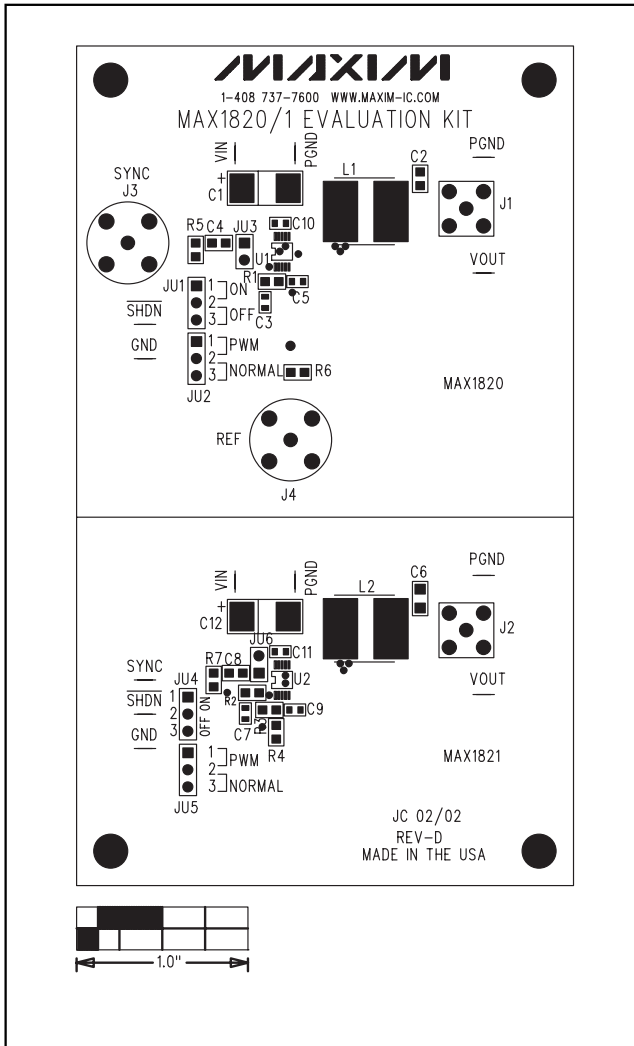 MAXIM
1-408 737-7600 WWW.MAXIM-IC.COM
MAX1820/1 EVALUATION KIT
VIN
PGND
PGND
SYNC
J3
+
C1
L1
C2
J1
R5
C4
JU3
C10
U1
VOUT
R1
C5
C3
JU1
1
2
3
ON
OFF
SHDN
GND
1
2
3
PWM
NORMAL
JU2
R6
MAX1820
REF
J4
VIN
PGND
PGND
+
C12
L2
C6
J2
JU6
C11
R7
C8
U2
SYNC
SHDN
GND
JU4
1
2
3
OFF ON
R2
C9
C7
R3
R4
VOUT
1
2
3
PWM
NORMAL
JU5
MAX1821
JC 02/02
REV-D
MADE IN THE USA
1.0"